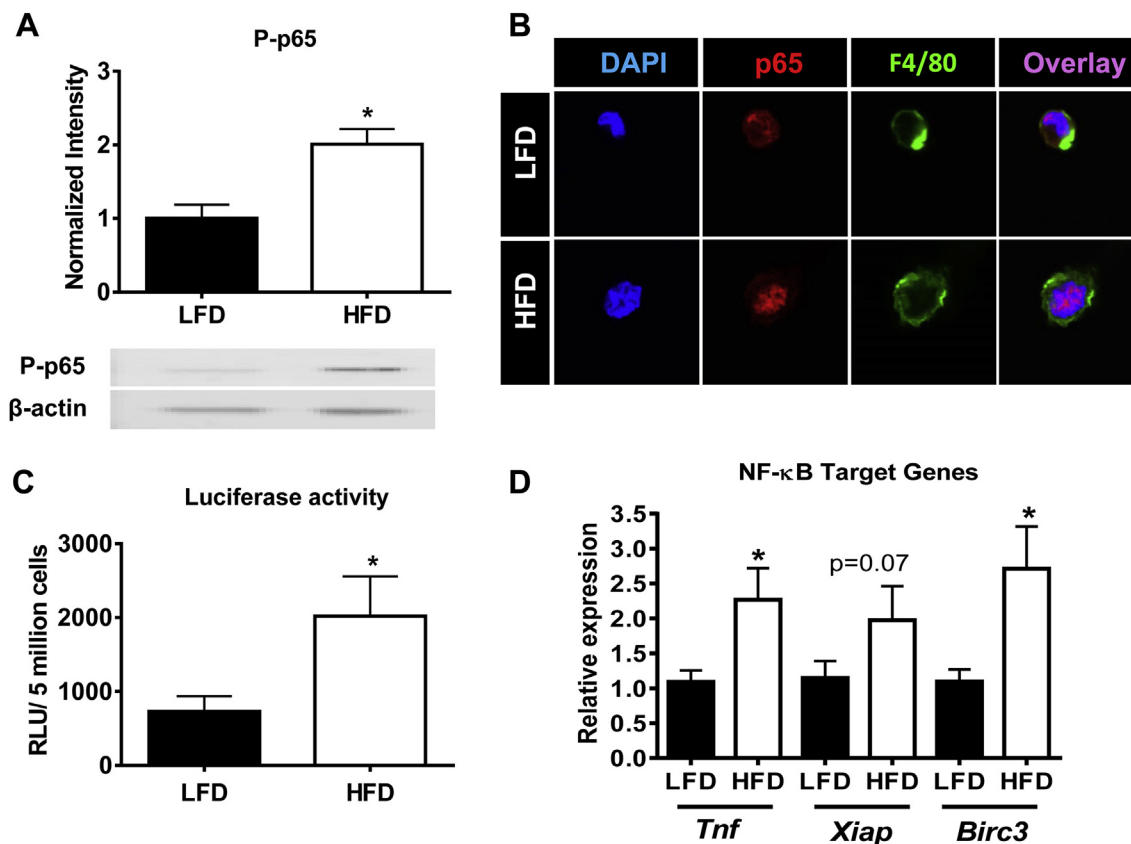 A
P-p65
Normalized Intensity
3
2
1
0
*
LFD
HFD
P-p65
β-actin
B
DAPI
p65
F4/80
Overlay
LFD
HFD
C
Luciferase activity
RLU/ 5 million cells
3000
2000
1000
0
*
LFD
HFD
D
NF-κB Target Genes
Relative expression
3.5
3.0
2.5
2.0
1.5
1.0
0.5
0.0
*
p=0.07
*
LFD HFD LFD HFD LFD HFD
Tnf Xiap Birc3